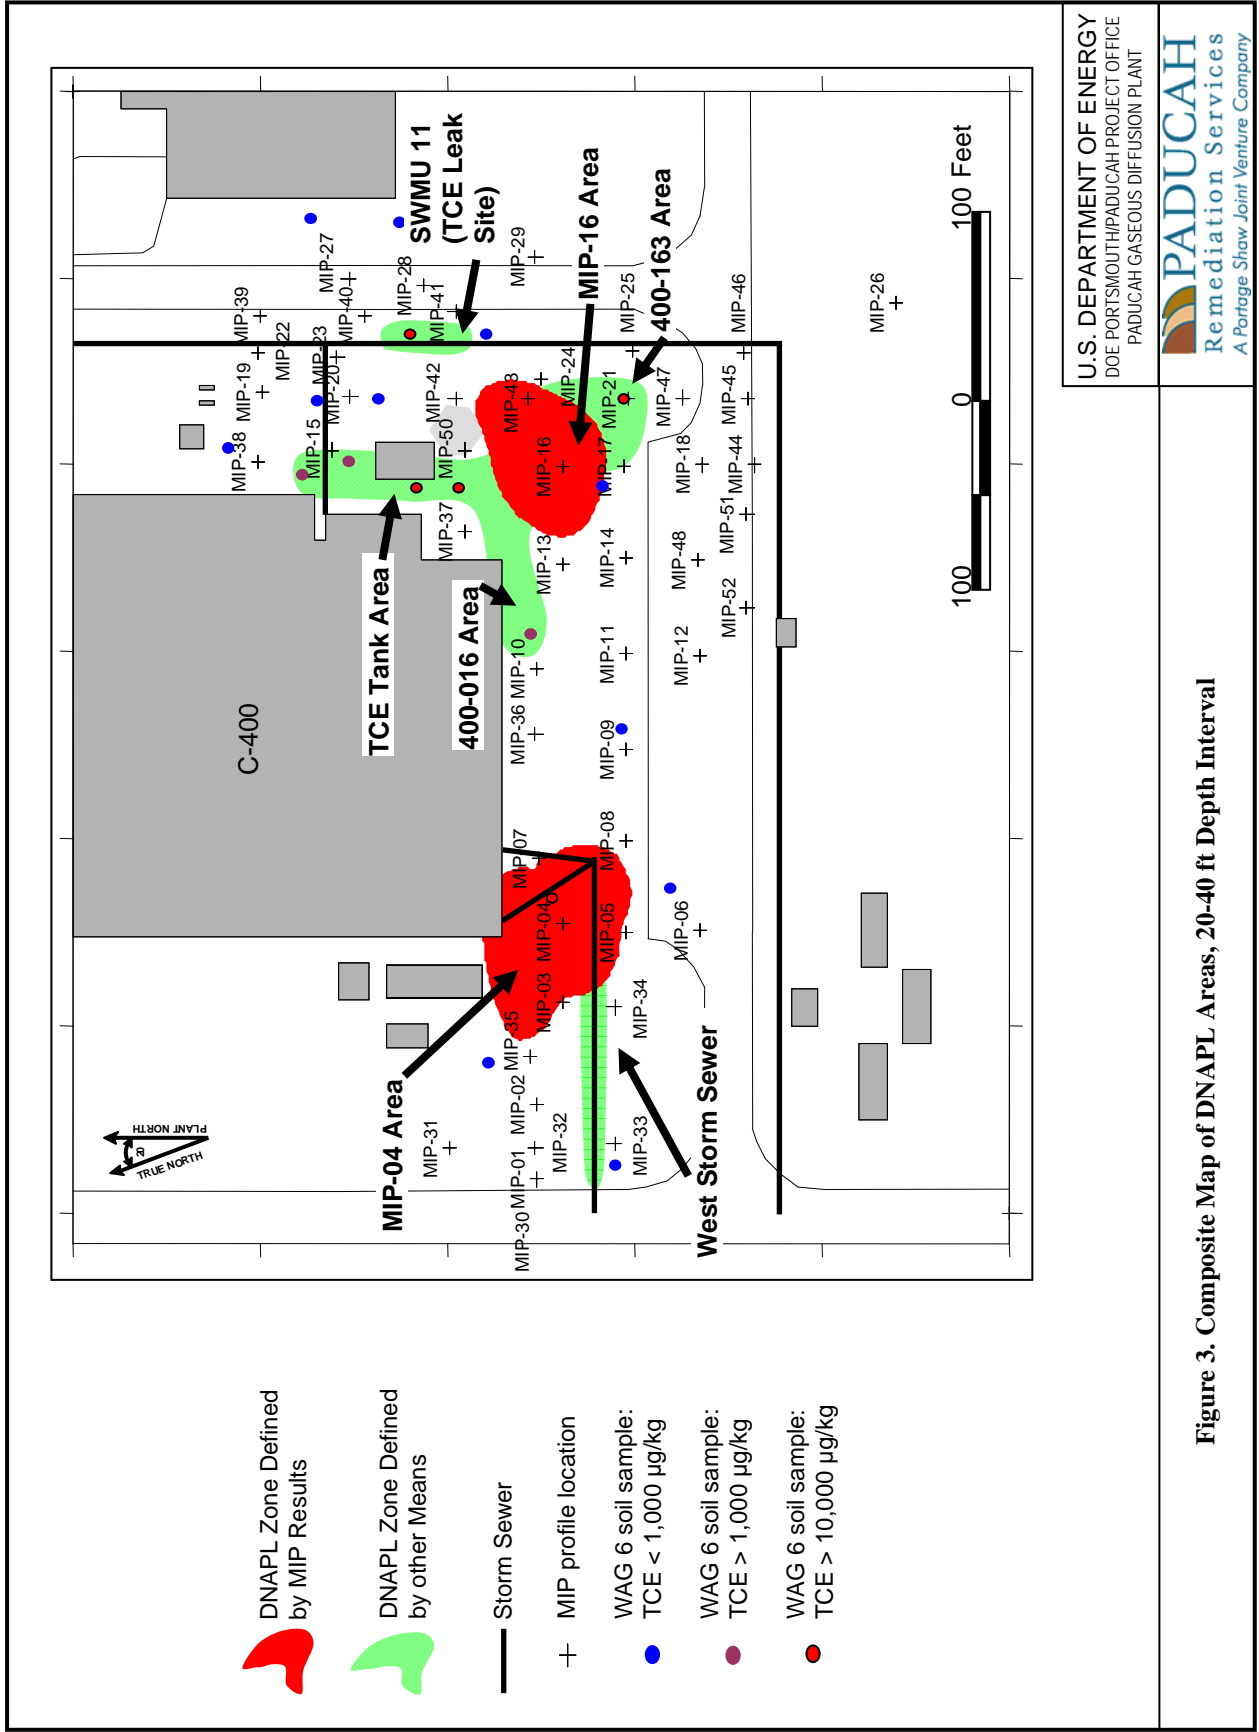 TRUE NORTH
PLANT NORTH
20
C-400
MIP-38
MIP-19
MIP-39
MIP-22
MIP-15
MIP-20
MIP-23
MIP-40
MIP-27
MIP-28
MIP-41
SWMU 11
(TCE Leak
Site)
TCE Tank Area
MIP-37
MIP-50
MIP-42
MIP-31
MIP-04 Area
400-016 Area
MIP-30
MIP-01
MIP-02
MIP-35
MIP-07
MIP-36
MIP-10
MIP-43
MIP-29
MIP-32
MIP-03
MIP-04
MIP-13
MIP-16
MIP-24
MIP-16 Area
MIP-05
MIP-08
MIP-09
MIP-11
MIP-14
MIP-17
MIP-21
MIP-25
MIP-33
MIP-34
400-163 Area
MIP-47
West Storm Sewer
MIP-06
MIP-12
MIP-48
MIP-18
MIP-52
MIP-51
MIP-44
MIP-45
MIP-46
MIP-26
100
0
100 Feet
DNAPL Zone Defined
by MIP Results
DNAPL Zone Defined
by other Means
Storm Sewer
MIP profile location
WAG 6 soil sample:
TCE < 1,000 µg/kg
WAG 6 soil sample:
TCE > 1,000 µg/kg
WAG 6 soil sample:
TCE > 10,000 µg/kg
U.S. DEPARTMENT OF ENERGY
DOE PORTSMOUTH/PADUCAH PROJECT OFFICE
PADUCAH GASEOUS DIFFUSION PLANT
PADUCAH
Remediation Services
A Portage Shaw Joint Venture Company
Figure 3. Composite Map of DNAPL Areas, 20-40 ft Depth Interval